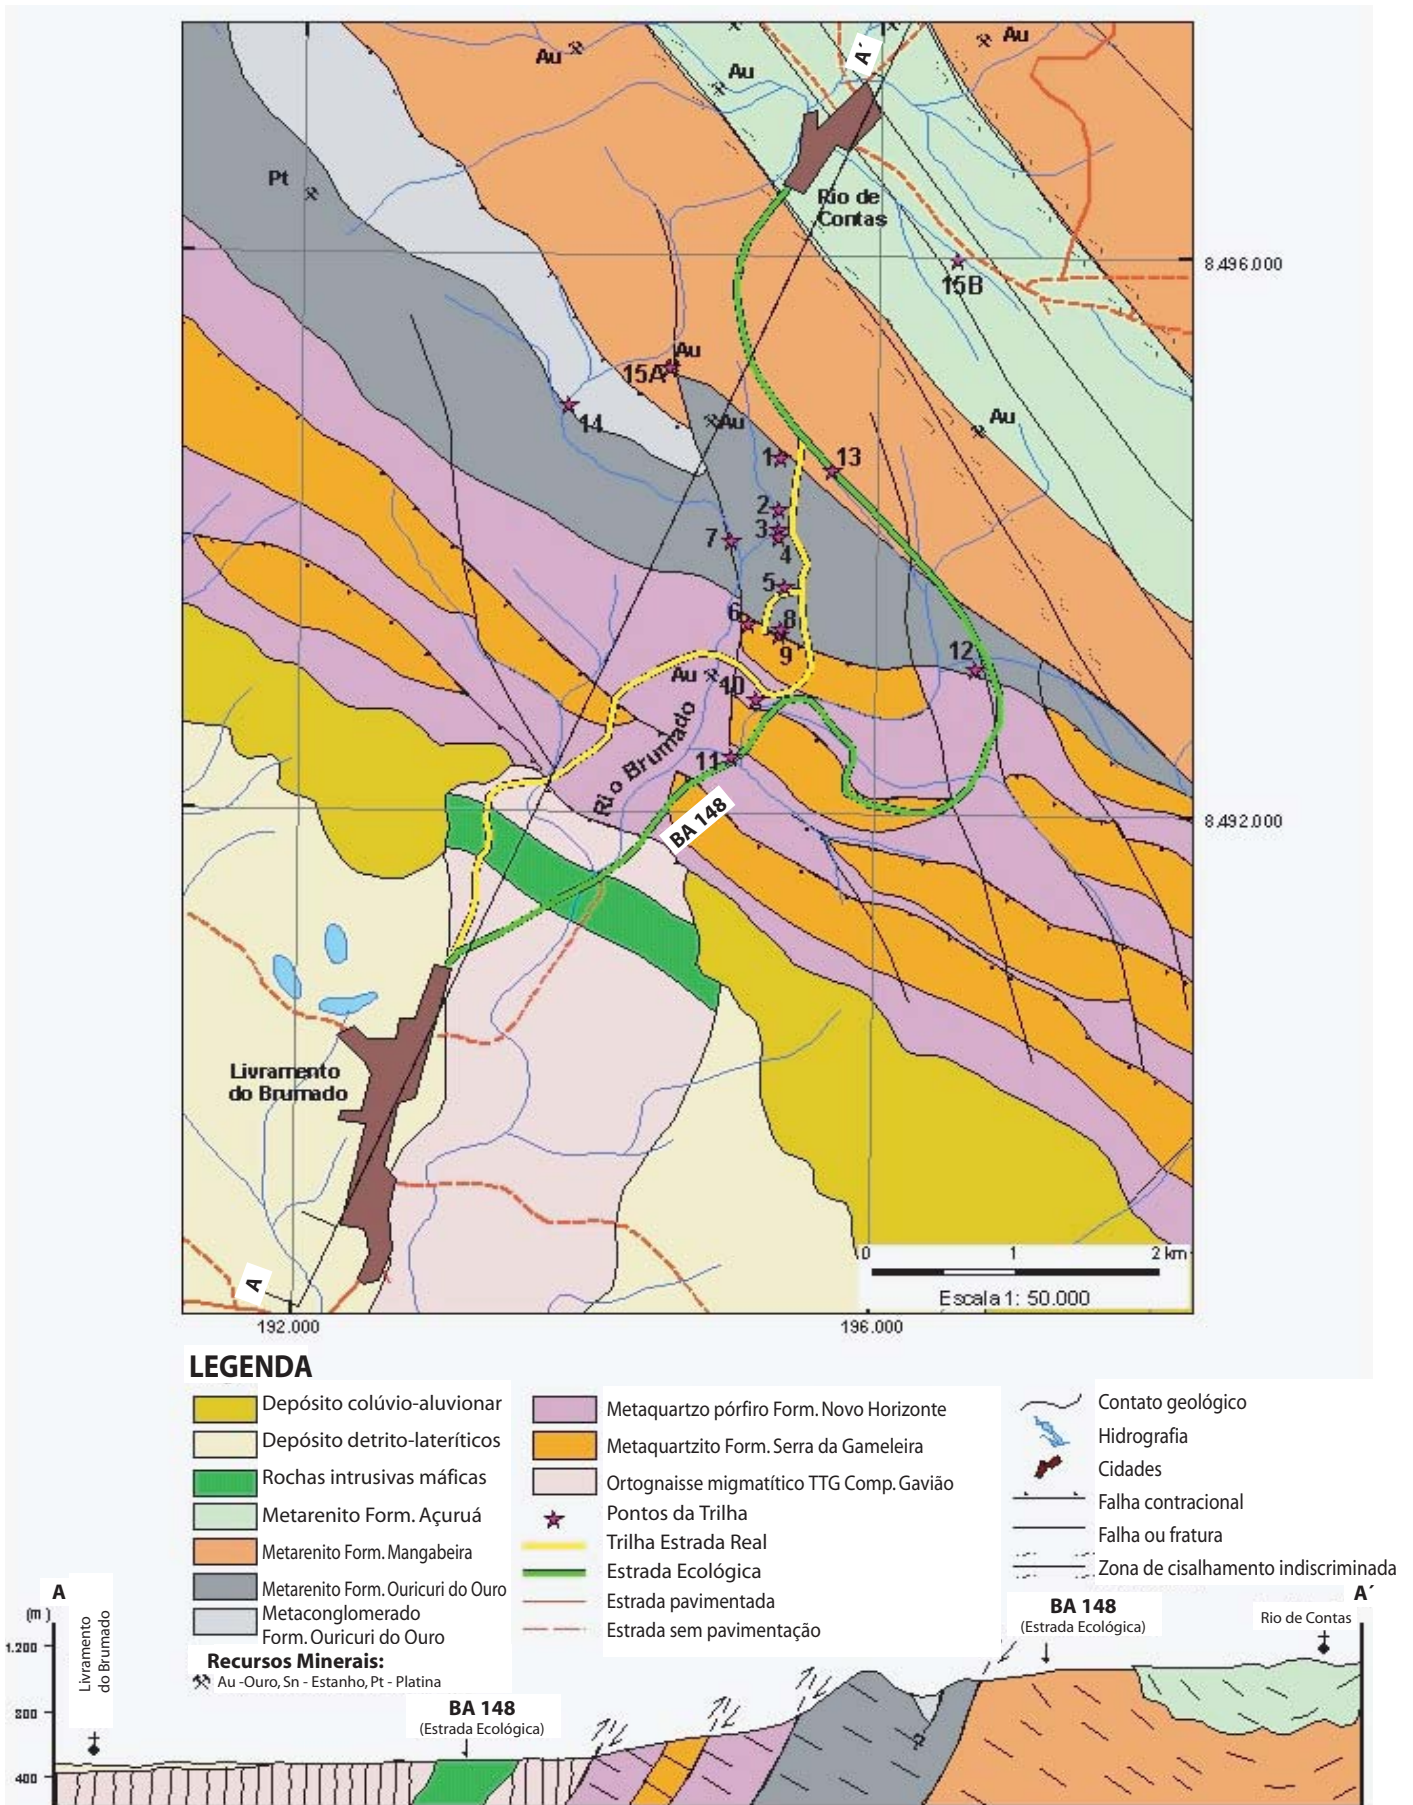 Au
Au
A´
Au
Pt
Rio de
Contas
8.496.000
15B
Au
15A
14
Au
Au
1
13
2
3
4
7
5
6
8
9
12
Au
10
11
Rio Brumado
BA 148
8.492.000
Livramento
do Brumado
A
0 1 2 km
Escala 1: 50.000
192.000
196.000
LEGENDA
Depósito colúvio-aluvionar
Depósito detrito-lateríticos
Rochas intrusivas máficas
Metarenito Form. Açuruá
Metarenito Form. Mangabeira
Metarenito Form. Ouricuri do Ouro
Metaconglomerado
Form. Ouricuri do Ouro
Recursos Minerais:
Au -Ouro, Sn - Estanho, Pt - Platina
Metaquartzo pórfiro Form. Novo Horizonte
Metaquartzito Form. Serra da Gameleira
Ortognaisse migmatítico TTG Comp. Gavião
Pontos da Trilha
Trilha Estrada Real
Estrada Ecológica
Estrada pavimentada
Estrada sem pavimentação
Contato geológico
Hidrografia
Cidades
Falha contracional
Falha ou fratura
Zona de cisalhamento indiscriminada
A
A´
(m)
1.200
800
400
Livramento
do Brumado
BA 148
(Estrada Ecológica)
BA 148
(Estrada Ecológica)
Rio de Contas
?